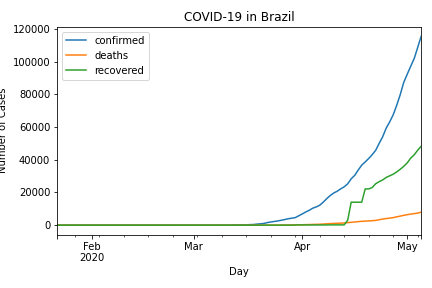 COVID-19 in Brazil
confirmed
deaths
recovered
120000
100000
80000
60000
40000
20000
0
Number of Cases
Feb
2020
Mar
Apr
May
Day